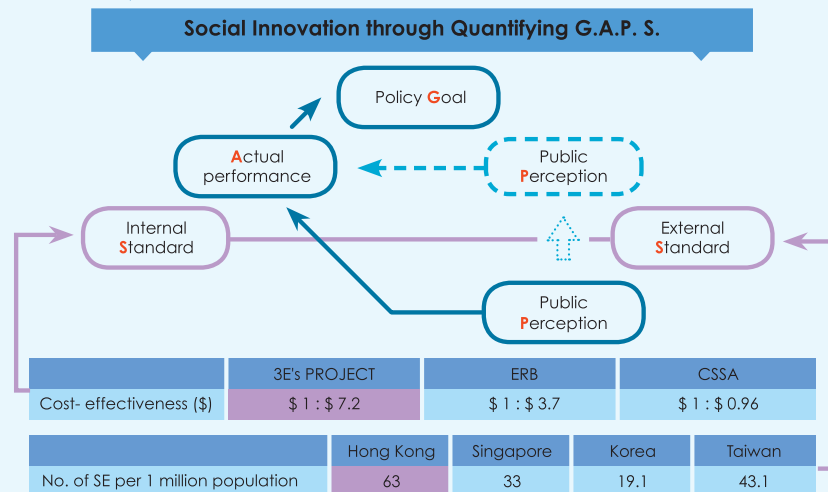 Social Innovation through Quantifying G.A.P. S.
Policy Goal
Actual
performance
Public
Perception
Internal
Standard
External
Standard
Public
Perception
3E's PROJECT ERB CSSA
Cost- effectiveness ($) $ 1 : $ 7.2 $ 1 : $ 3.7 $ 1 : $ 0.96
Hong Kong Singapore Korea Taiwan
No. of SE per 1 million population 63 33 19.1 43.1